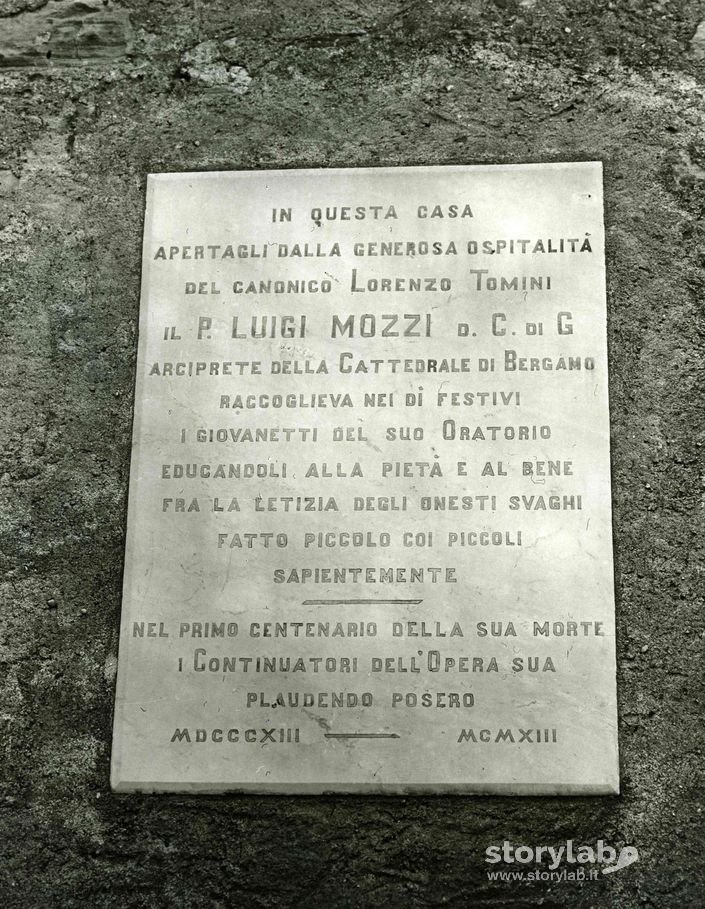 IN QUESTA CASA
APERTAGLI DALLA GENEROSA OSPITALITÀ
DEL CANONICO LORENZO TOMINI
IL P. LUIGI MOZZI D. C. DI G
ARCIPRETE DELLA CATTEDRALE DI BERGAMO
RACCOGLIEVA NEI DÌ FESTIVI
I GIOVANETTI DEL SUO ORATORIO
EDUCANDOLI ALLA PIETÀ E AL BENE
FRA LA LETIZIA DEGLI ONESTI SVAGHI
FATTO PICCOLO COI PICCOLI
SAPIENTEMENTE
NEL PRIMO CENTENARIO DELLA SUA MORTE
I CONTINUATORI DELL'OPERA SUA
PLAUDENDO POSERO
MDCCCXIII — MCMXIII
storylab
www.storylab.it